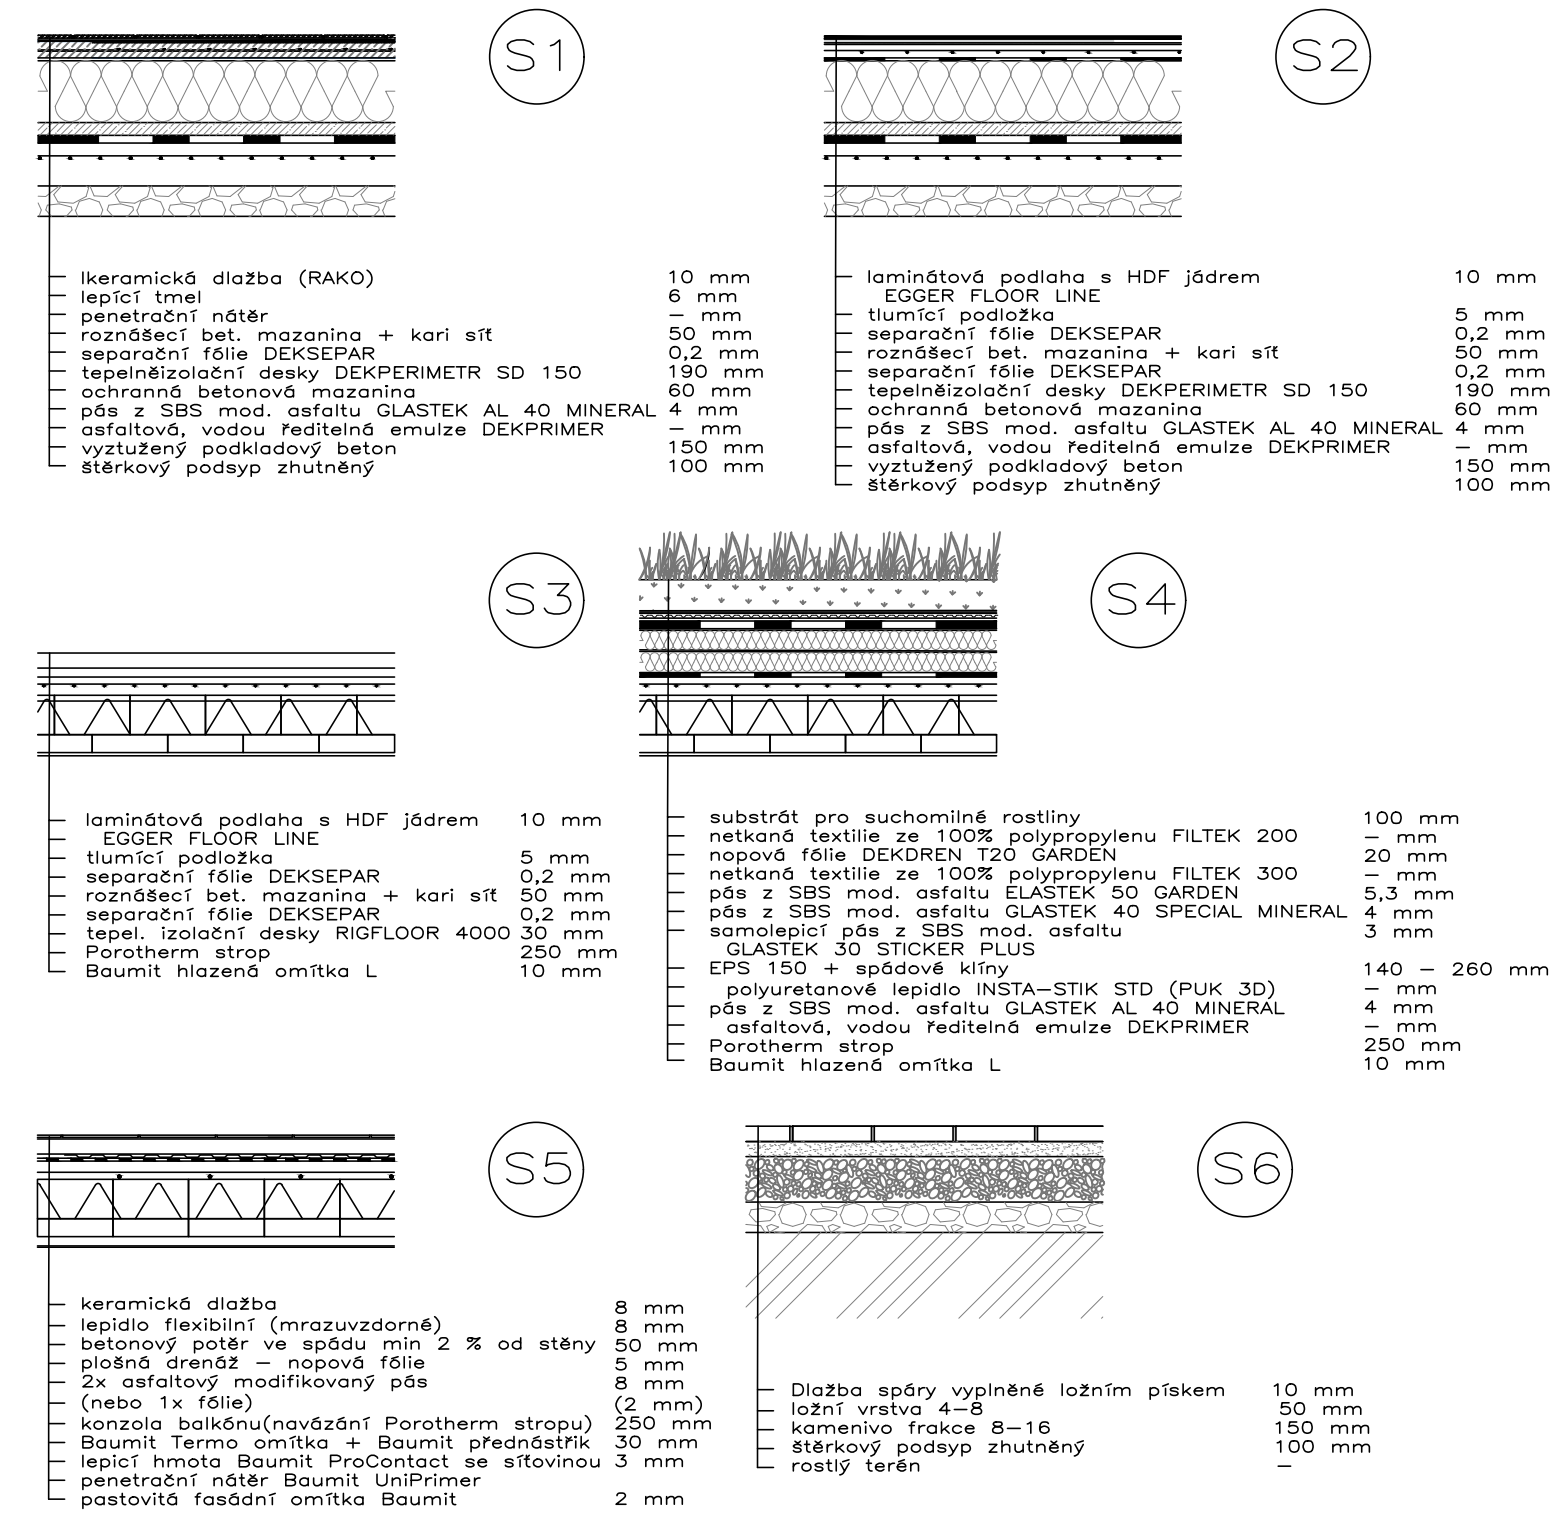 S1
lkeramická dlažba (RAKO) 10 mm
lepící tmel 6 mm
penetrační nátěr – mm
roznášecí bet. mazanina + kari síť 50 mm
separační fólie DEKSEPAR 0,2 mm
tepelněizolační desky DEKPERIMETR SD 150 190 mm
ochranná betonová mazanina 60 mm
pás z SBS mod. asfaltu GLASTEK AL 40 MINERAL 4 mm
asfaltová, vodou ředitelná emulze DEKPRIMER – mm
vyztužený podkladový beton 150 mm
štěrkový podsyp zhutněný 100 mm
S2
laminátová podlaha s HDF jádrem 10 mm
EGGER FLOOR LINE
tlumící podložka 5 mm
separační fólie DEKSEPAR 0,2 mm
roznášecí bet. mazanina + kari síť 50 mm
separační fólie DEKSEPAR 0,2 mm
tepelněizolační desky DEKPERIMETR SD 150 190 mm
ochranná betonová mazanina 60 mm
pás z SBS mod. asfaltu GLASTEK AL 40 MINERAL 4 mm
asfaltová, vodou ředitelná emulze DEKPRIMER – mm
vyztužený podkladový beton 150 mm
štěrkový podsyp zhutněný 100 mm
S3
laminátová podlaha s HDF jádrem 10 mm
EGGER FLOOR LINE
tlumící podložka 5 mm
separační fólie DEKSEPAR 0,2 mm
roznášecí bet. mazanina + kari síť 50 mm
separační fólie DEKSEPAR 0,2 mm
tepel. izolační desky RIGFLOOR 4000 30 mm
Porotherm strop 250 mm
Baumit hlazená omítka L 10 mm
S4
substrát pro suchomilné rostliny 100 mm
netkaná textilie ze 100% polypropylenu FILTEK 200 – mm
nopová fólie DEKDREN T20 GARDEN 20 mm
netkaná textilie ze 100% polypropylenu FILTEK 300 – mm
pás z SBS mod. asfaltu ELASTEK 50 GARDEN 5,3 mm
pás z SBS mod. asfaltu GLASTEK 40 SPECIAL MINERAL 4 mm
samolepicí pás z SBS mod. asfaltu 3 mm
GLASTEK 30 STICKER PLUS
EPS 150 + spádové klíny 140 – 260 mm
polyuretanové lepidlo INSTA–STIK STD (PUK 3D) – mm
pás z SBS mod. asfaltu GLASTEK AL 40 MINERAL 4 mm
asfaltová, vodou ředitelná emulze DEKPRIMER – mm
Porotherm strop 250 mm
Baumit hlazená omítka L 10 mm
S5
keramická dlažba 8 mm
lepidlo flexibilní (mrazuvzdorné) 8 mm
betonový potěr ve spádu min 2 % od stěny 50 mm
plošná drenáž – nopová fólie 5 mm
2x asfaltový modifikovaný pás 8 mm
(nebo 1x fólie) (2 mm)
konzola balkónu(navázání Porotherm stropu) 250 mm
Baumit Termo omítka + Baumit přednástřik 30 mm
lepicí hmota Baumit ProContact se síťovinou 3 mm
penetrační nátěr Baumit UniPrimer
pastovitá fasádní omítka Baumit 2 mm
S6
Dlažba spáry vyplněné ložním pískem 10 mm
ložní vrstva 4–8 50 mm
kamenivo frakce 8–16 150 mm
štěrkový podsyp zhutněný 100 mm
rostlý terén –